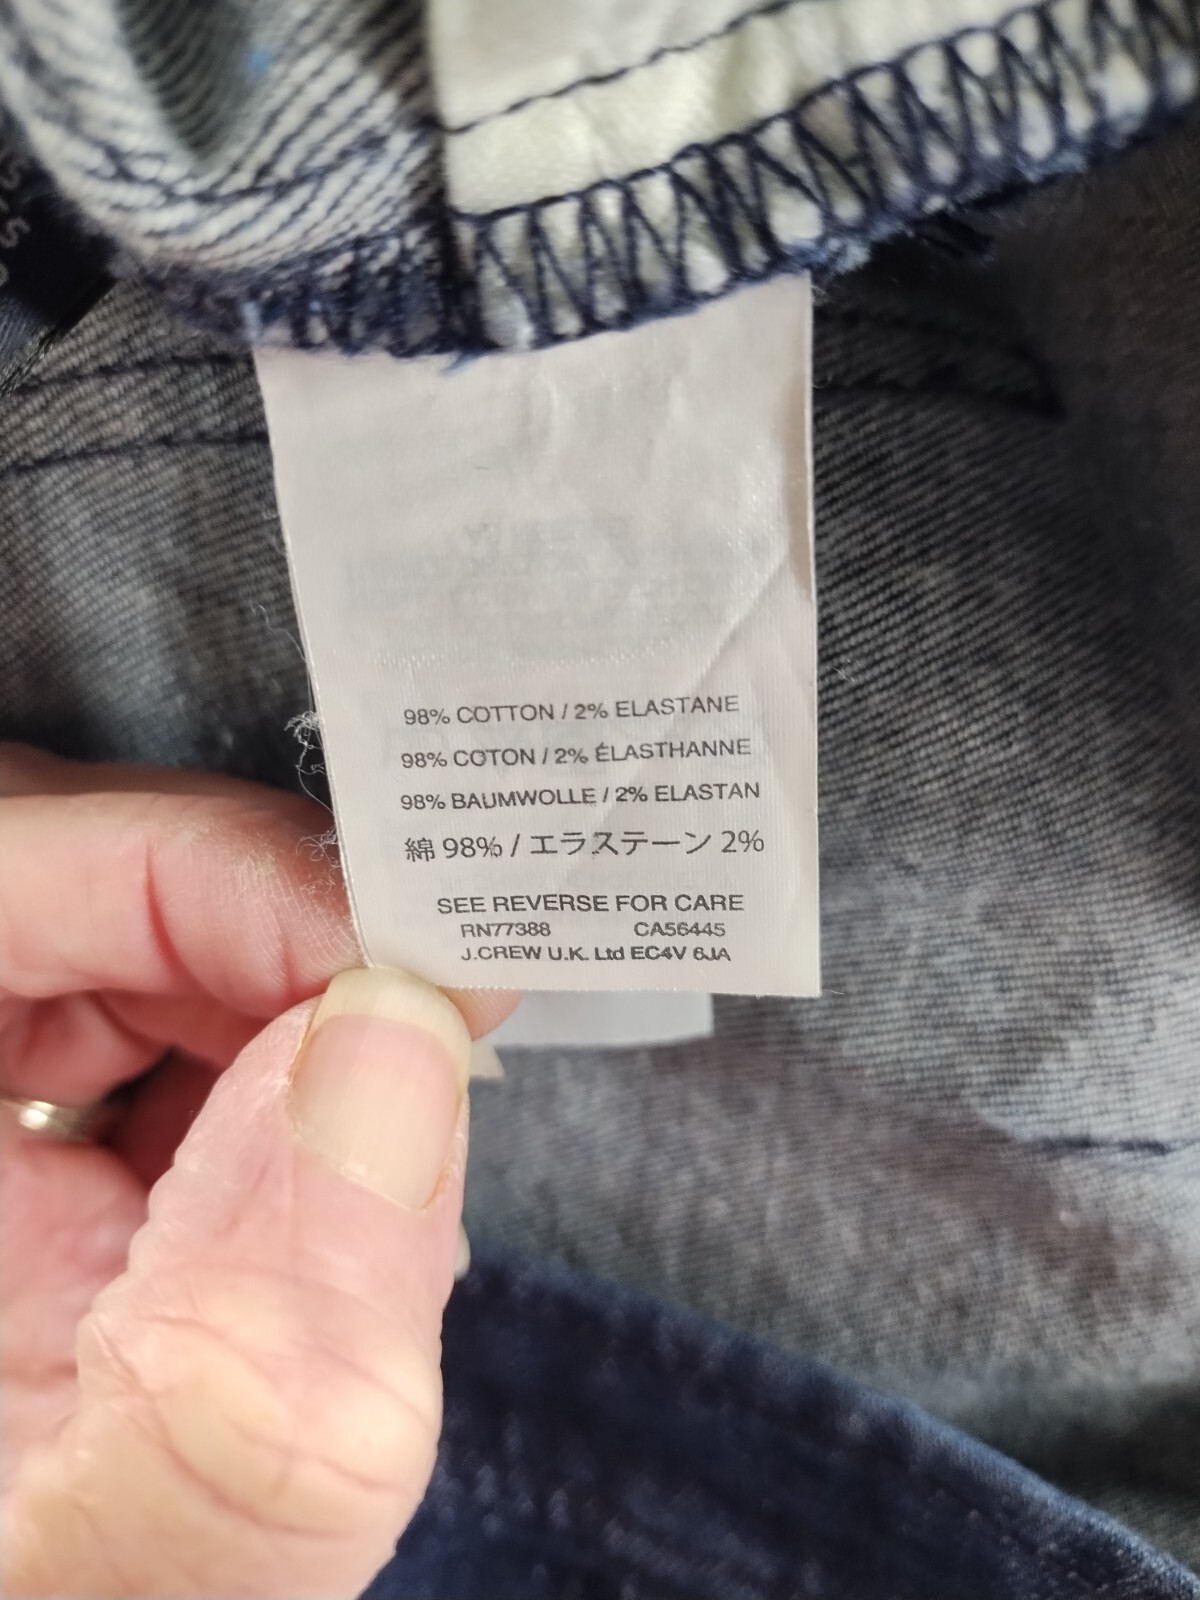 98% COTTON / 2% ELASTANE
98% COTON / 2% ÉLASTHANNE
98% BAUMWOLLE / 2% ELASTAN
綿 98% / エラステーン 2%
SEE REVERSE FOR CARE
RN77388 CA56445
J.CREW U.K. Ltd EC4V 6JA